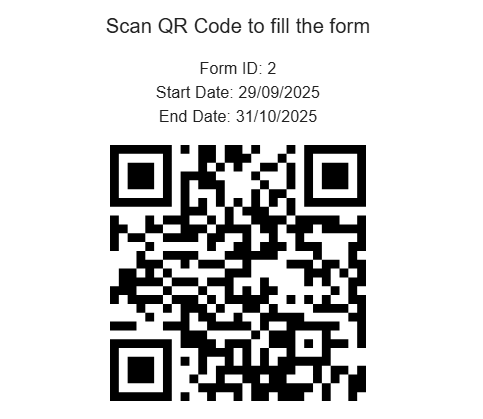 Scan QR Code to fill the form
Form ID: 2
Start Date: 29/09/2025
End Date: 31/10/2025